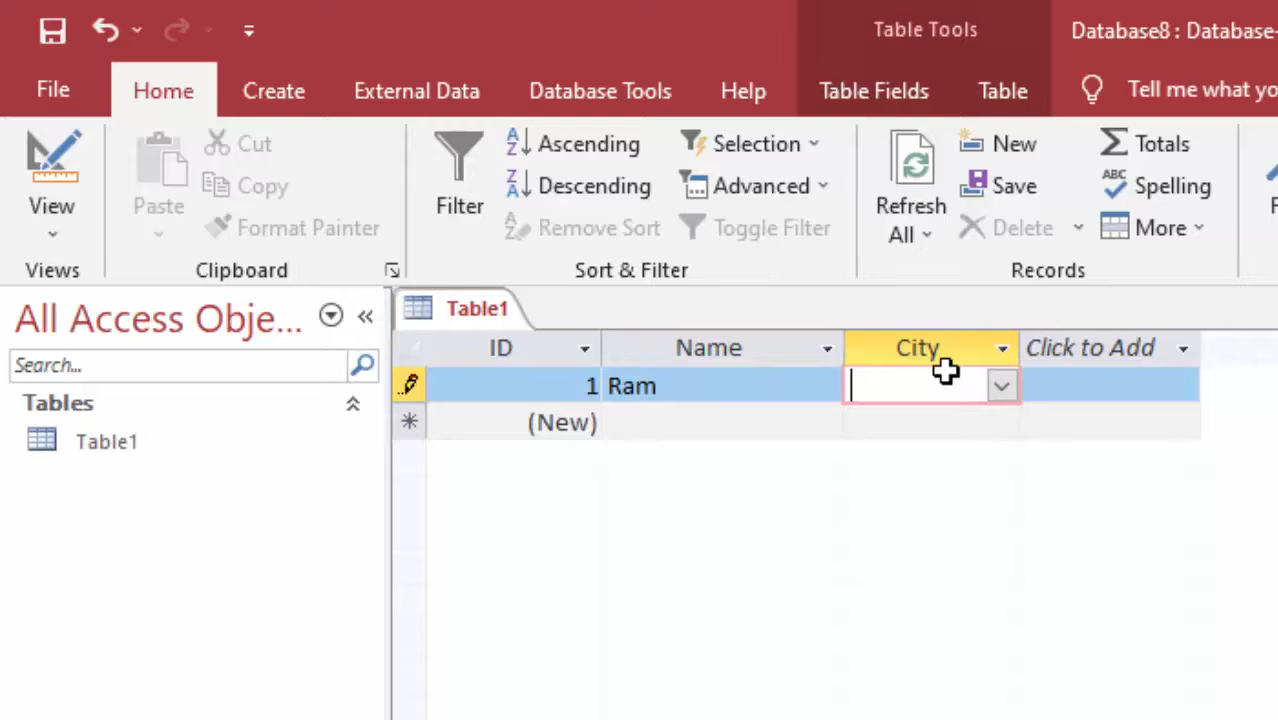 Table Tools
Database8 : Database-
File
Home
Create
External Data
Database Tools
Help
Table Fields
Table
Tell me what yo
View
Views
Paste
Cut
Copy
Format Painter
Clipboard
Filter
Ascending
Descending
Remove Sort
Selection
Advanced
Toggle Filter
Sort & Filter
Refresh
All
New
Save
Delete
Totals
ABC
Spelling
More
Records
All Access Obje...
Search...
Tables
Table1
Table1
ID Name City Click to Add
1 Ram
(New)